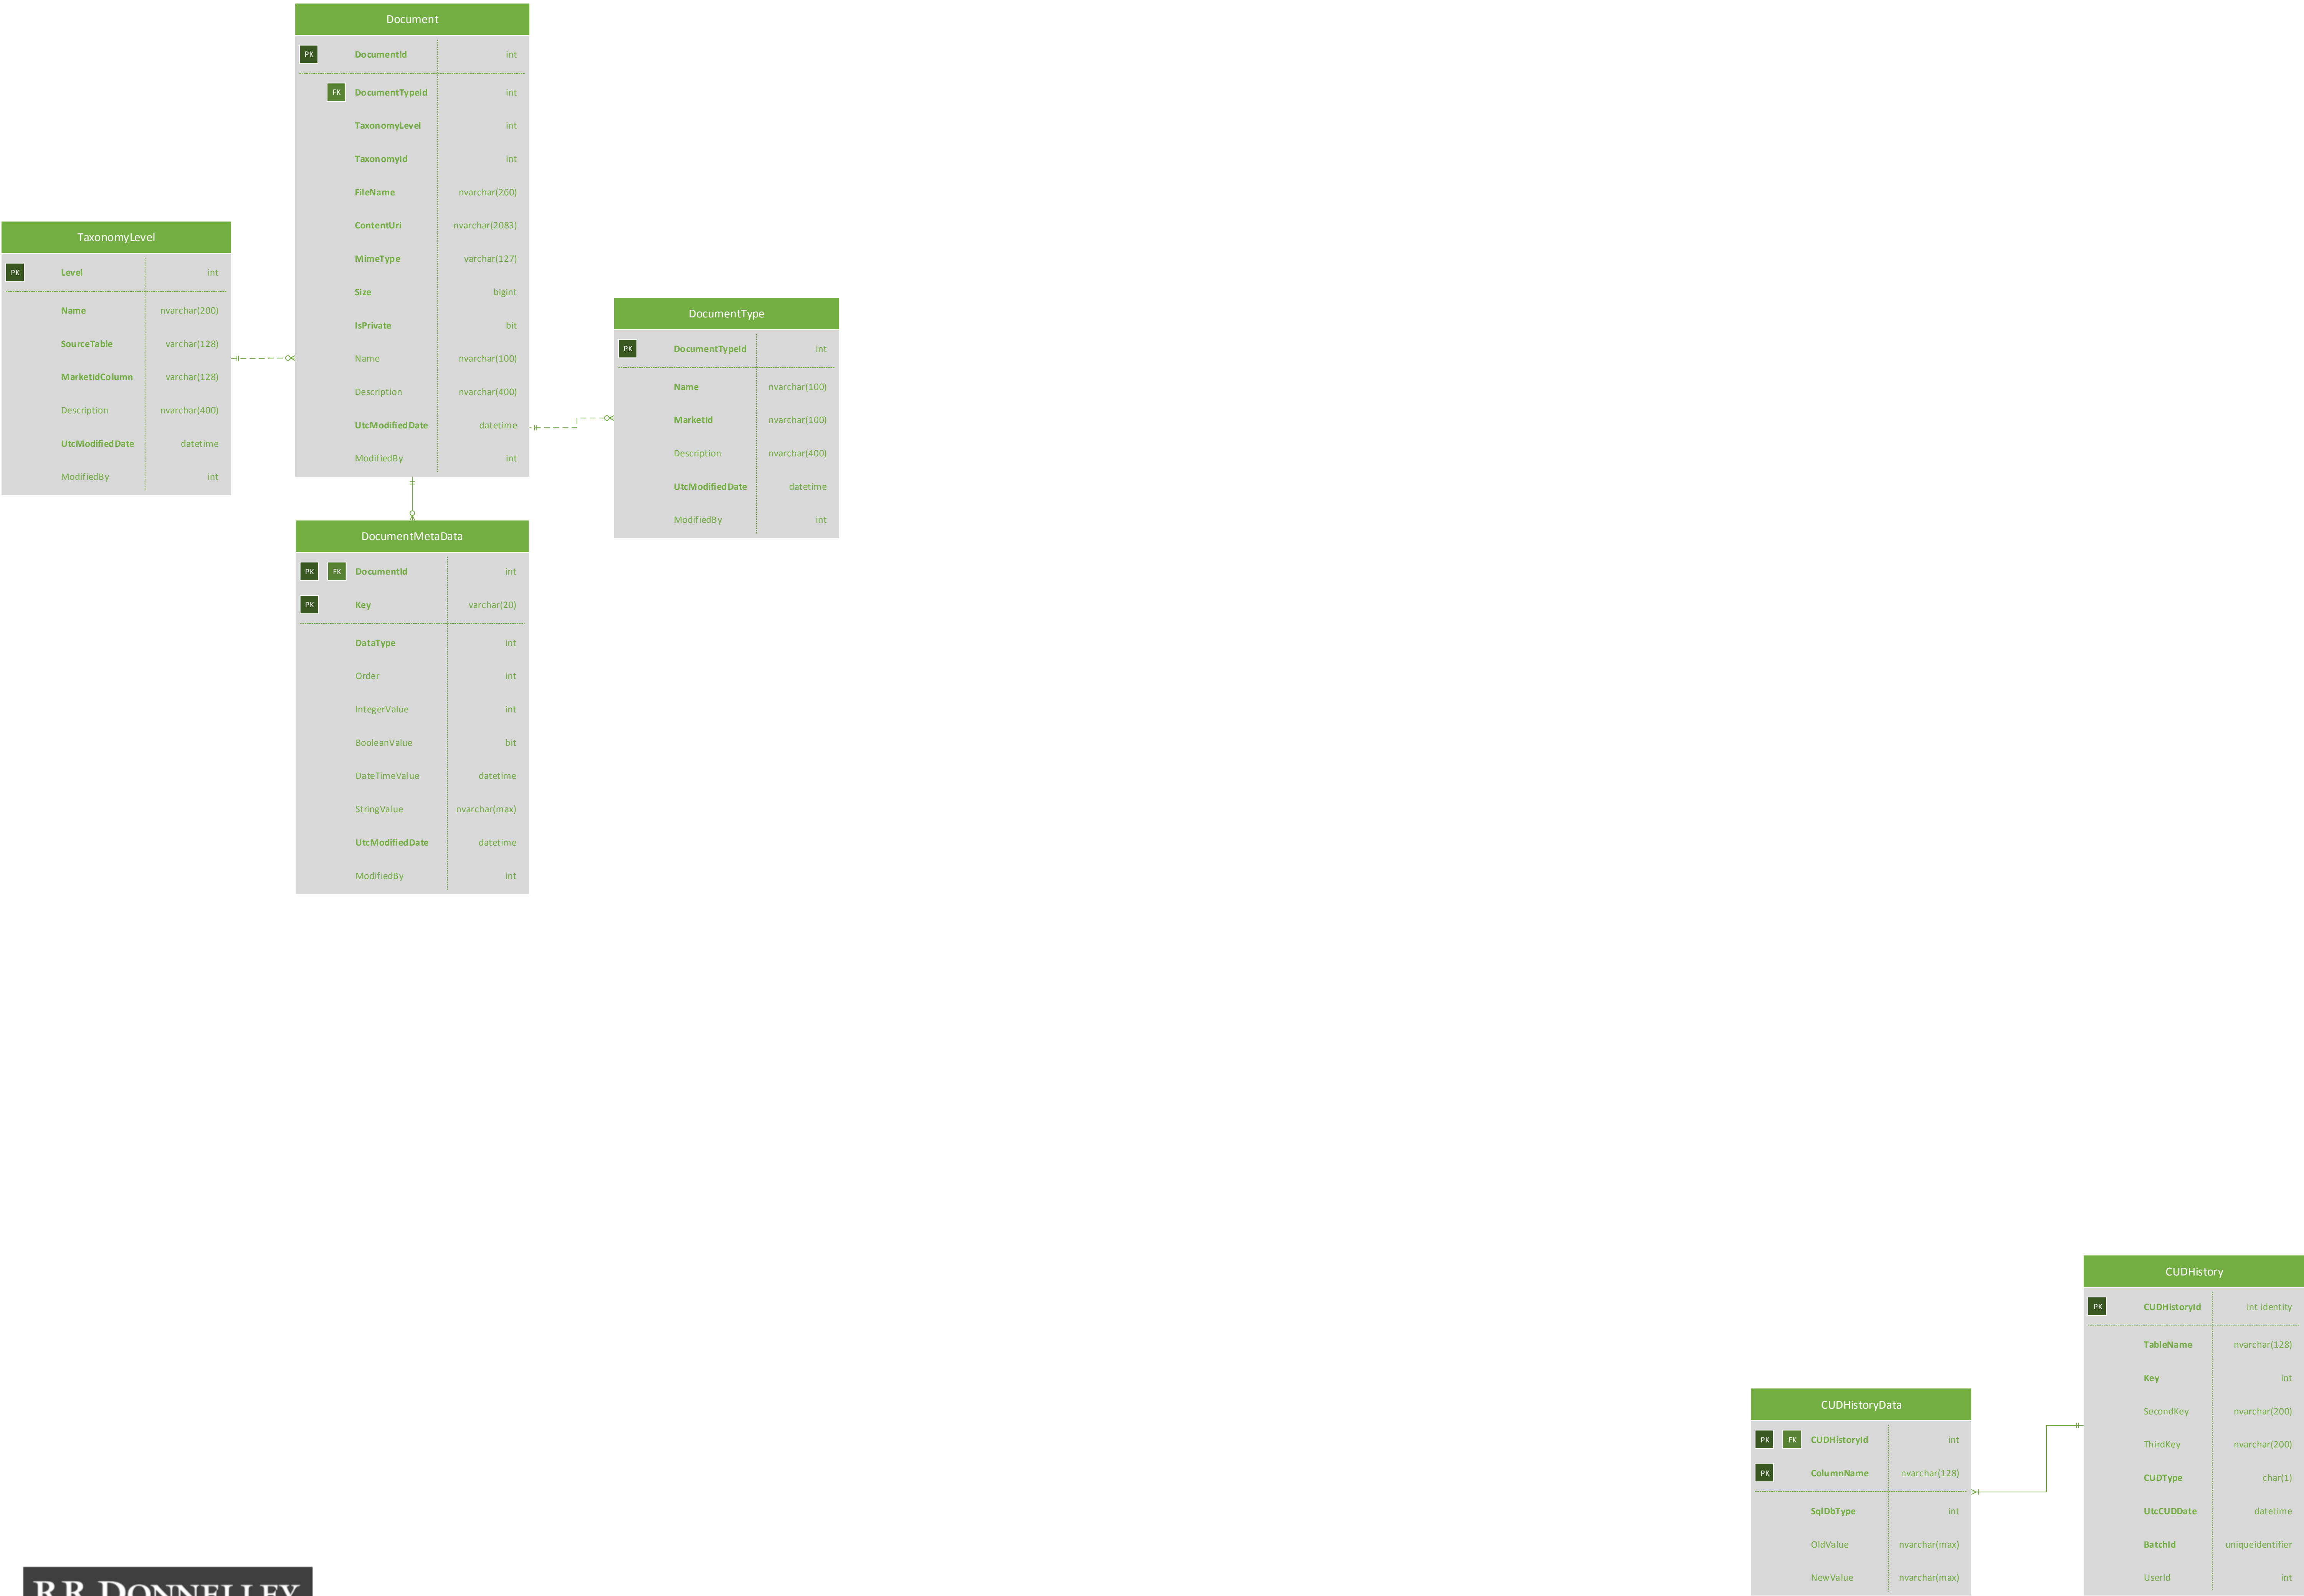 Document
PK DocumentId int
FK DocumentTypeId int
TaxonomyLevel int
TaxonomyId int
FileName nvarchar(260)
ContentUri nvarchar(2083)
MimeType varchar(127)
Size bigint
IsPrivate bit
Name nvarchar(100)
Description nvarchar(400)
UtcModifiedDate datetime
ModifiedBy int
TaxonomyLevel
PK Level int
Name nvarchar(200)
SourceTable varchar(128)
MarketIdColumn varchar(128)
Description nvarchar(400)
UtcModifiedDate datetime
ModifiedBy int
DocumentType
PK DocumentTypeId int
Name nvarchar(100)
MarketId nvarchar(100)
Description nvarchar(400)
UtcModifiedDate datetime
ModifiedBy int
DocumentMetaData
PK FK DocumentId int
PK Key varchar(20)
DataType int
Order int
IntegerValue int
BooleanValue bit
DateTimeValue datetime
StringValue nvarchar(max)
UtcModifiedDate datetime
ModifiedBy int
CUDHistory
PK CUDHistoryId int identity
TableName nvarchar(128)
Key int
SecondKey nvarchar(200)
ThirdKey nvarchar(200)
CUDType char(1)
UtcCUDDate datetime
BatchId uniqueidentifier
UserId int
CUDHistoryData
PK FK CUDHistoryId int
PK ColumnName nvarchar(128)
SqlDbType int
OldValue nvarchar(max)
NewValue nvarchar(max)
RR DONNELLEY